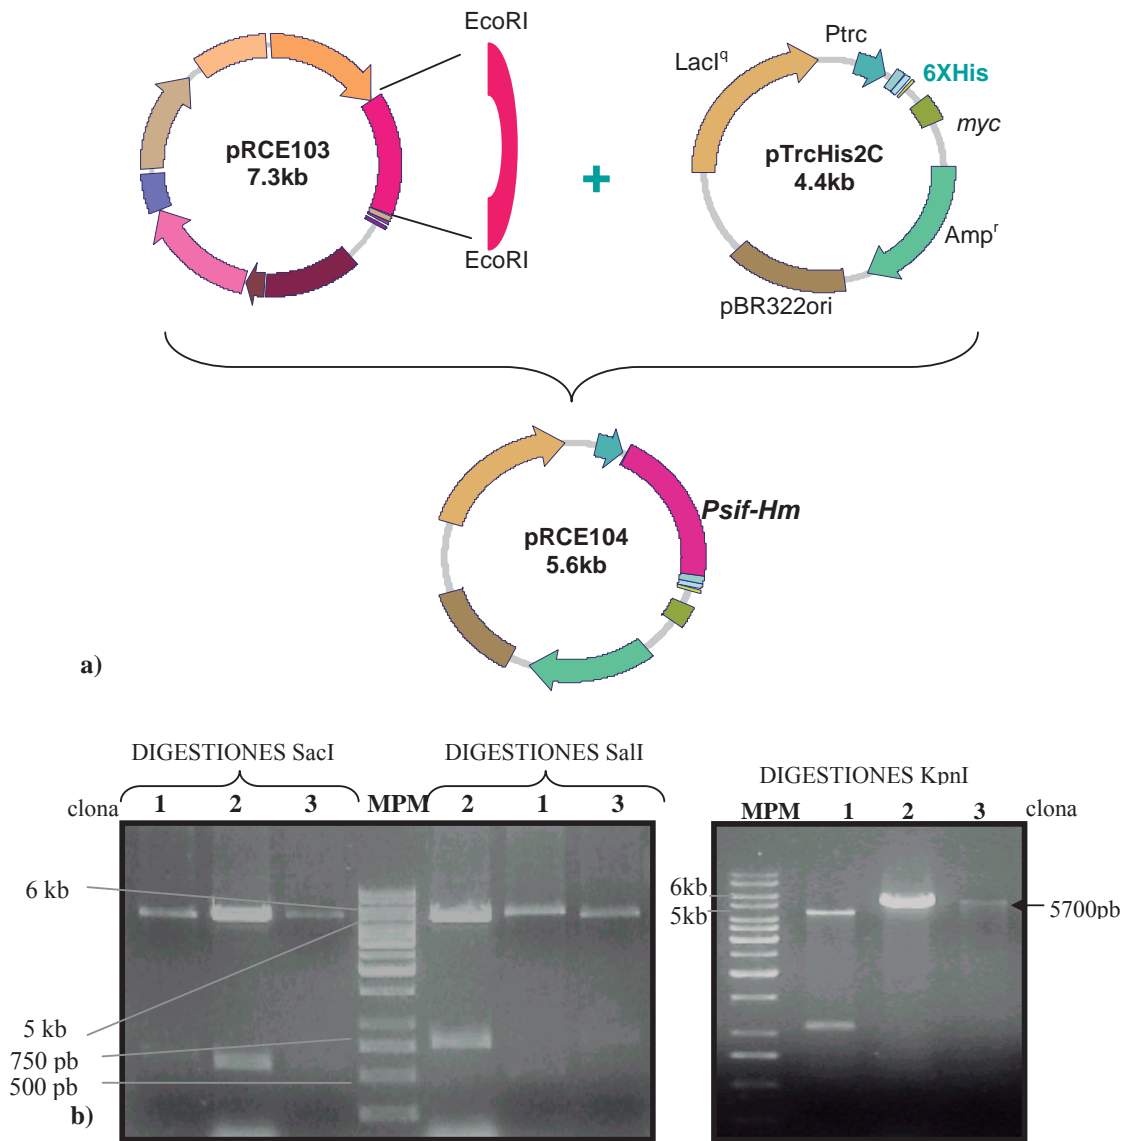 EcoRI
pRCE103
7.3kb
EcoRI
+
LacI^q
Ptrc
6XHis
myc
pTrcHis2C
4.4kb
Amp^r
pBR322ori
Psif-Hm
pRCE104
5.6kb
a)
DIGESTIONES SacI
DIGESTIONES SalI
clona 1 2 3 MPM 2 1 3
6 kb
5 kb
750 pb
500 pb
b)
DIGESTIONES KpnI
MPM 1 2 3 clona
6kb
5kb
5700pb